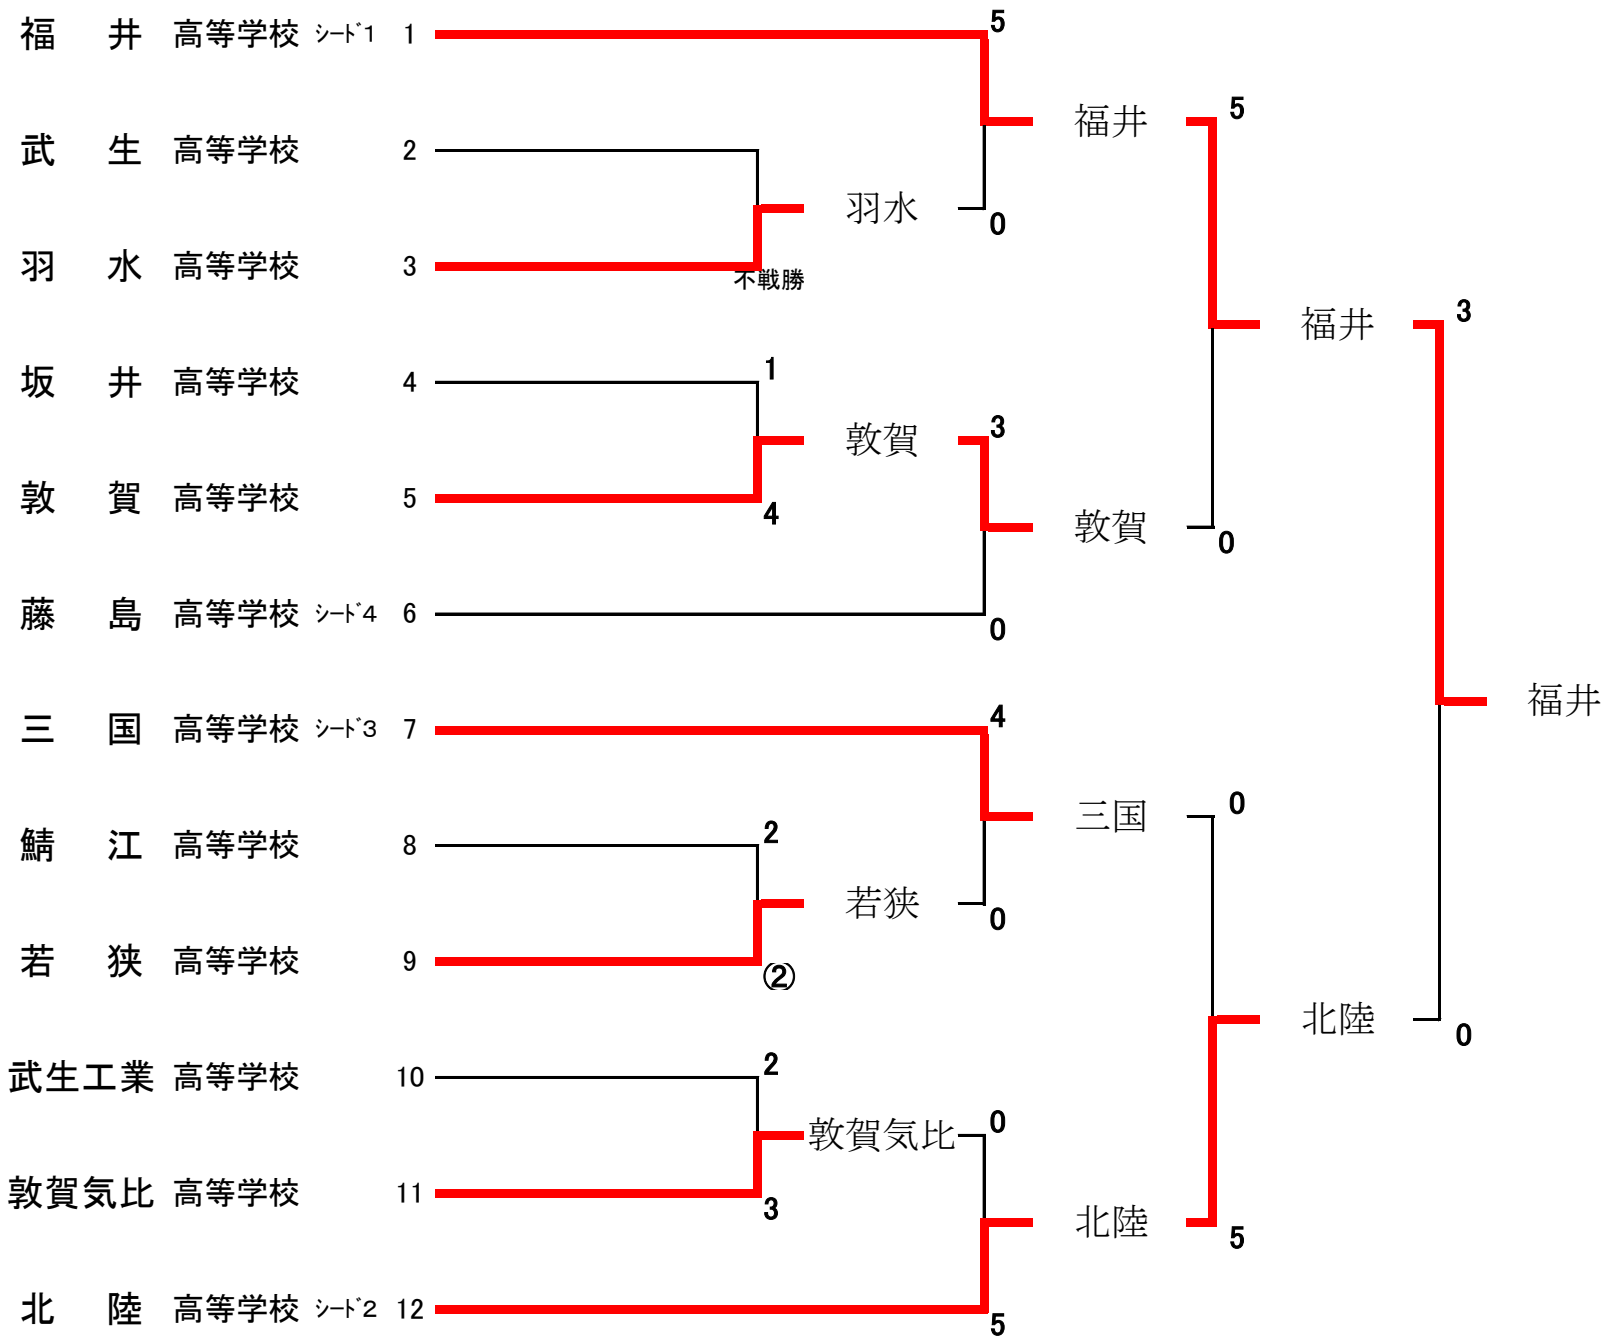 福 井 高等学校 ｼｰﾄﾞ1 1
5
福井
5
武 生 高等学校 2
羽水
0
羽 水 高等学校 3
不戦勝
福井
3
坂 井 高等学校 4
1
敦賀
3
敦 賀 高等学校 5
4
敦賀
0
藤 島 高等学校 ｼｰﾄﾞ4 6
0
福井
三 国 高等学校 ｼｰﾄﾞ3 7
4
三国
0
鯖 江 高等学校 8
2
若狭
0
若 狭 高等学校 9
(②)
北陸
0
武生工業 高等学校 10
2
敦賀気比
0
敦賀気比 高等学校 11
3
北陸
5
北 陸 高等学校 ｼｰﾄﾞ2 12
5